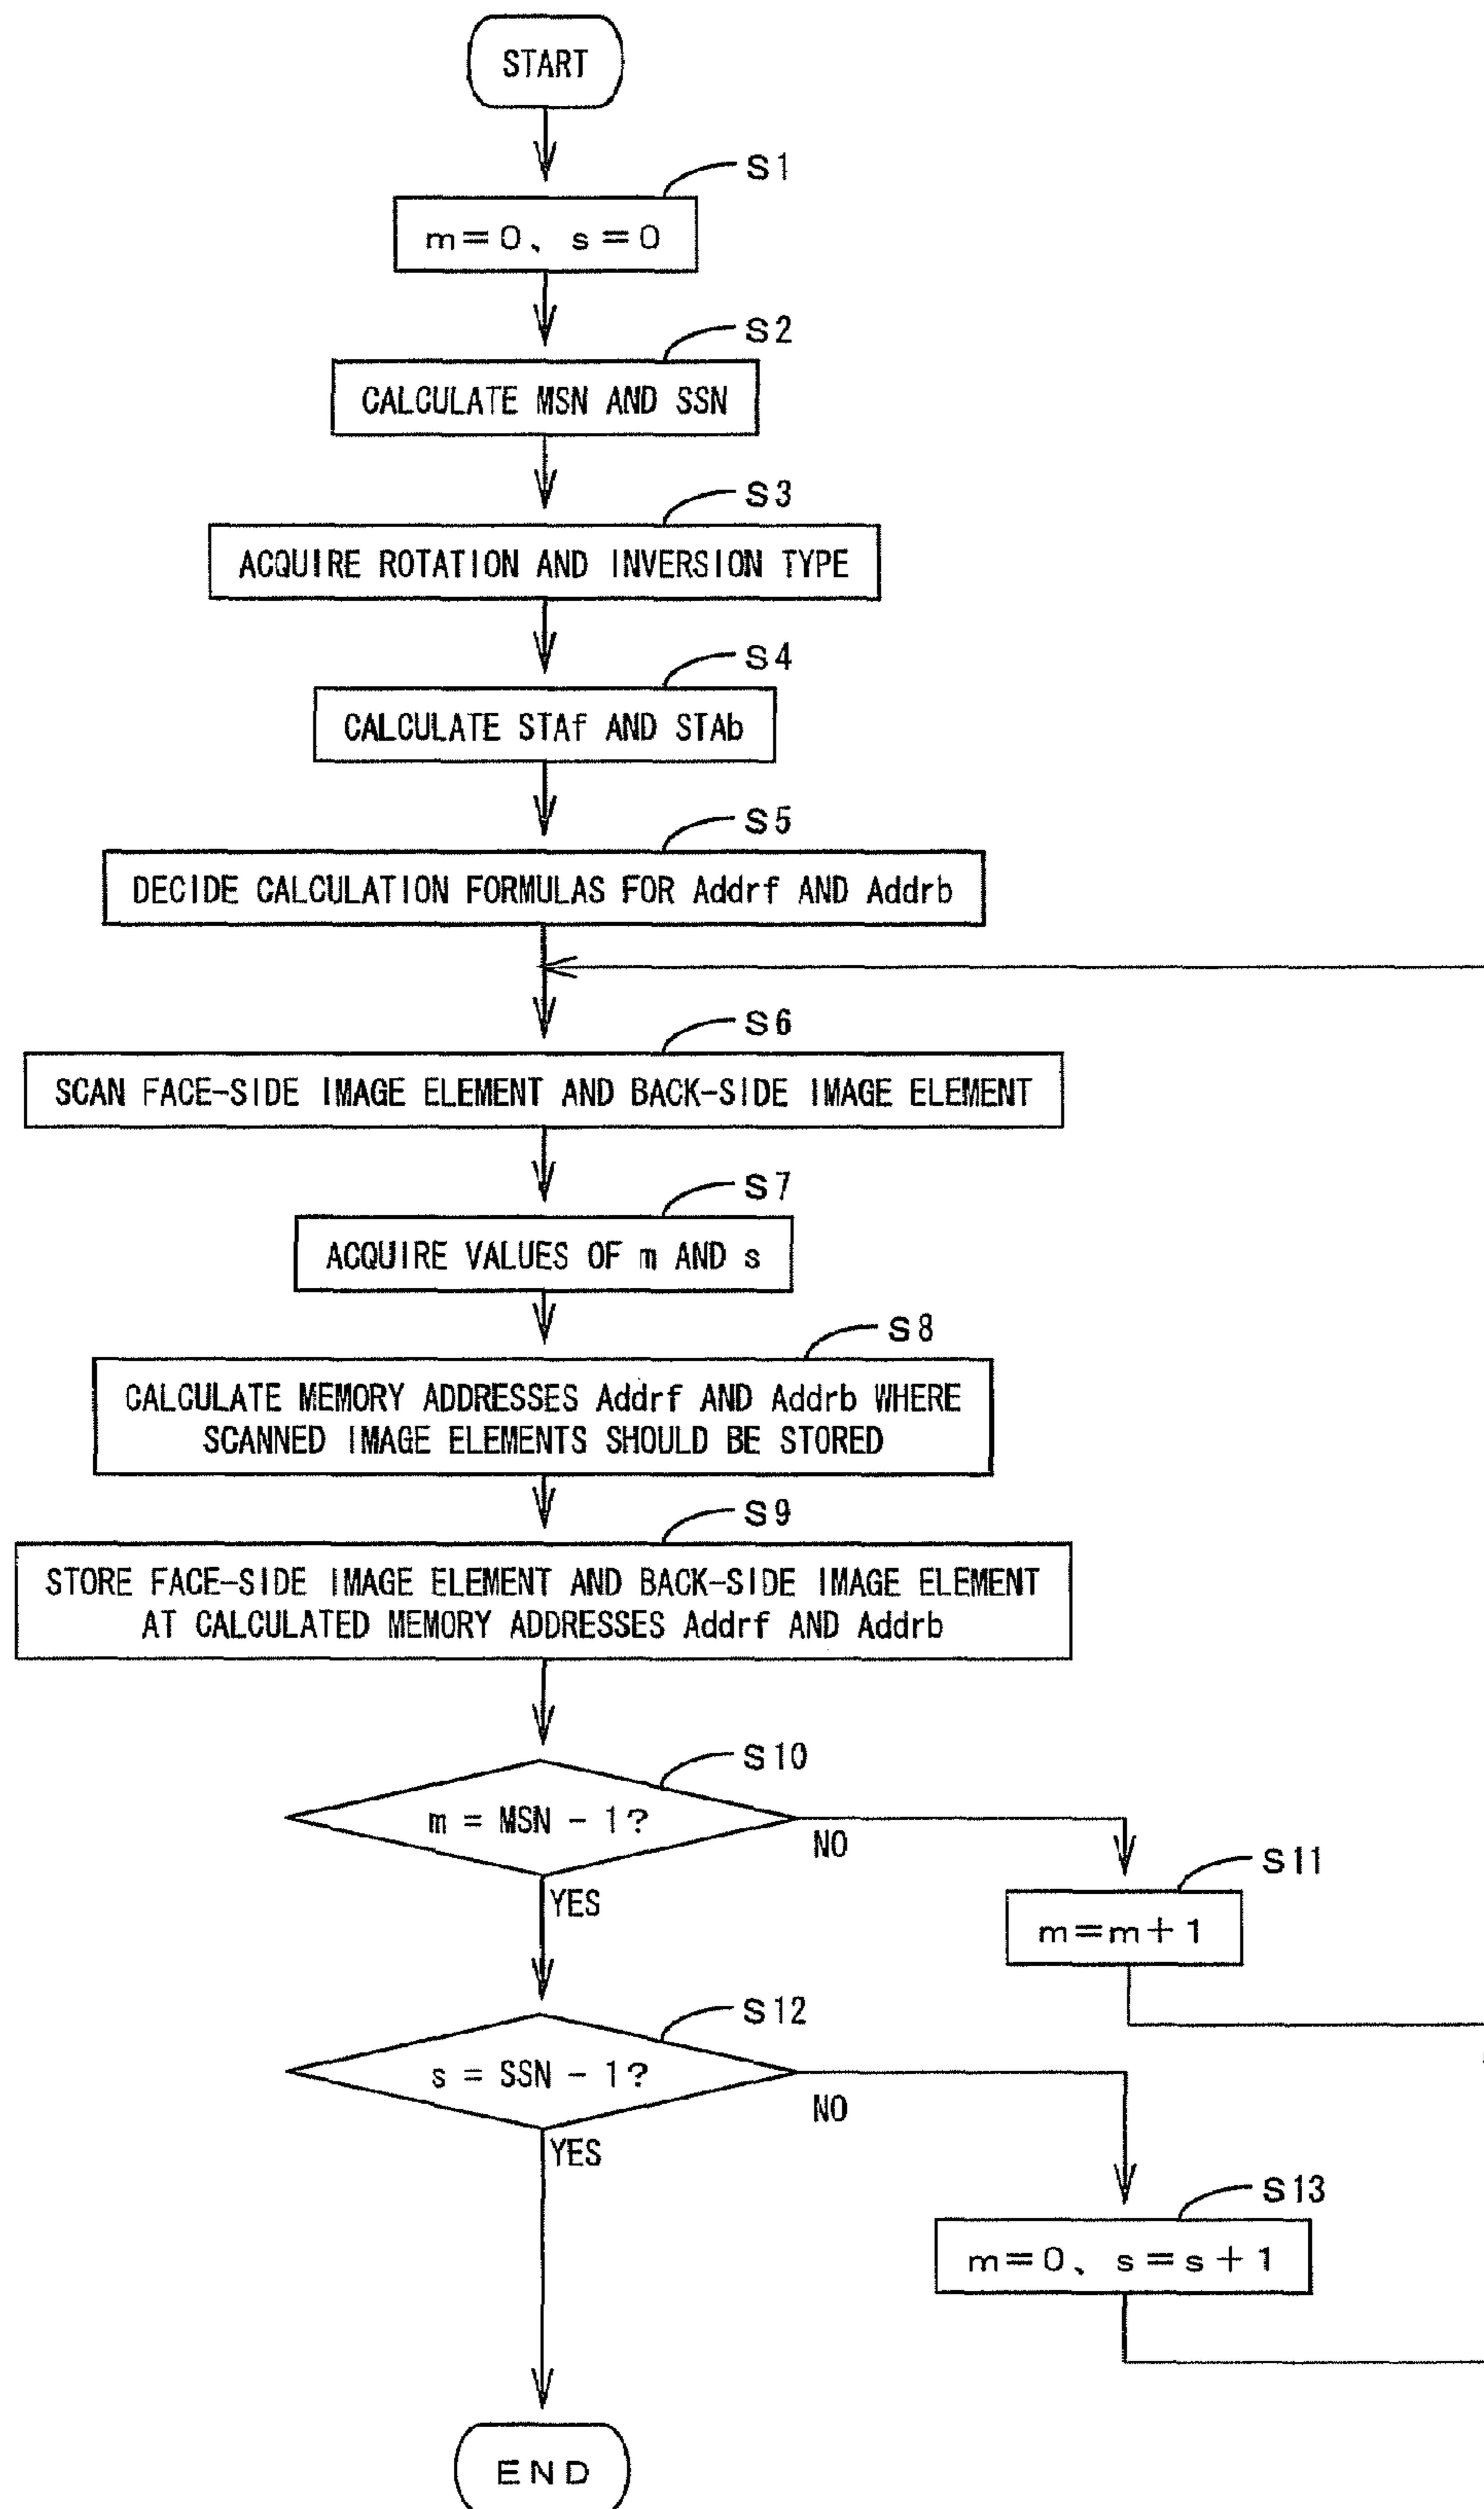 START
S1
m=0、s=0
S2
CALCULATE MSN AND SSN
S3
ACQUIRE ROTATION AND INVERSION TYPE
S4
CALCULATE STAf AND STAb
S5
DECIDE CALCULATION FORMULAS FOR Addrf AND Addrb
S6
SCAN FACE-SIDE IMAGE ELEMENT AND BACK-SIDE IMAGE ELEMENT
S7
ACQUIRE VALUES OF m AND s
S8
CALCULATE MEMORY ADDRESSES Addrf AND Addrb WHERE
SCANNED IMAGE ELEMENTS SHOULD BE STORED
S9
STORE FACE-SIDE IMAGE ELEMENT AND BACK-SIDE IMAGE ELEMENT
AT CALCULATED MEMORY ADDRESSES Addrf AND Addrb
S10
m = MSN - 1?
NO
YES
S11
m=m+1
S12
s = SSN - 1?
NO
YES
S13
m=0、s=s+1
END